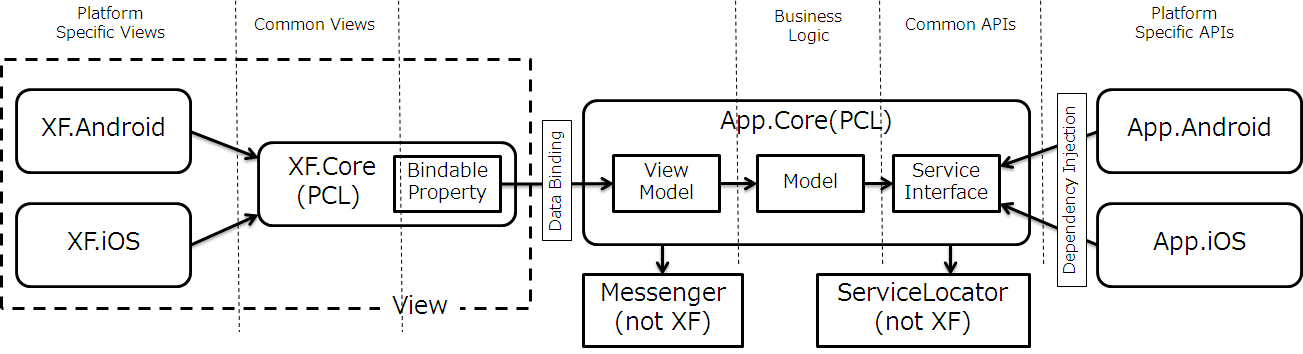 Platform
Specific Views
Common Views
Business
Logic
Common APIs
Platform
Specific APIs
XF.Android
XF.iOS
XF.Core
(PCL)
Bindable
Property
View
Data Binding
App.Core(PCL)
View
Model
Model
Service
Interface
Messenger
(not XF)
ServiceLocator
(not XF)
Dependency Injection
App.Android
App.iOS